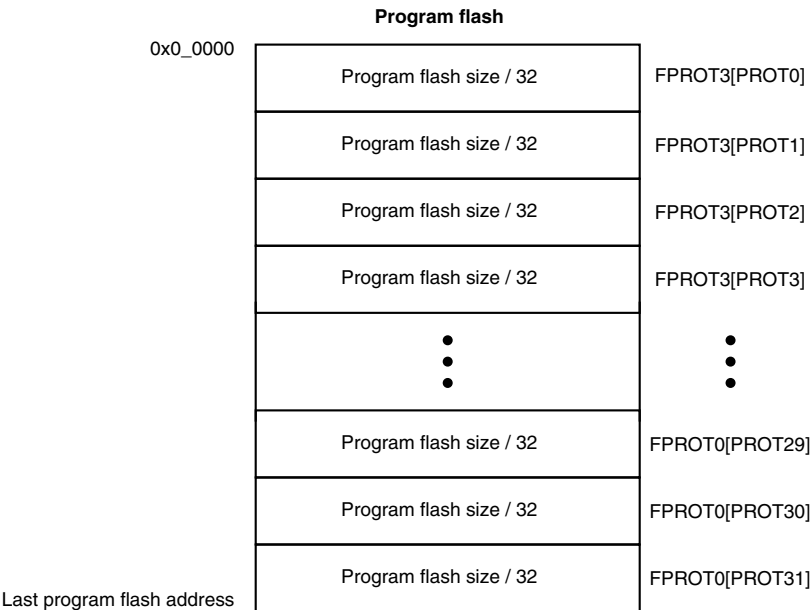 Program flash
0x0_0000
Program flash size / 32 FPROT3[PROT0]
Program flash size / 32 FPROT3[PROT1]
Program flash size / 32 FPROT3[PROT2]
Program flash size / 32 FPROT3[PROT3]
Program flash size / 32 FPROT0[PROT29]
Program flash size / 32 FPROT0[PROT30]
Program flash size / 32 FPROT0[PROT31]
Last program flash address